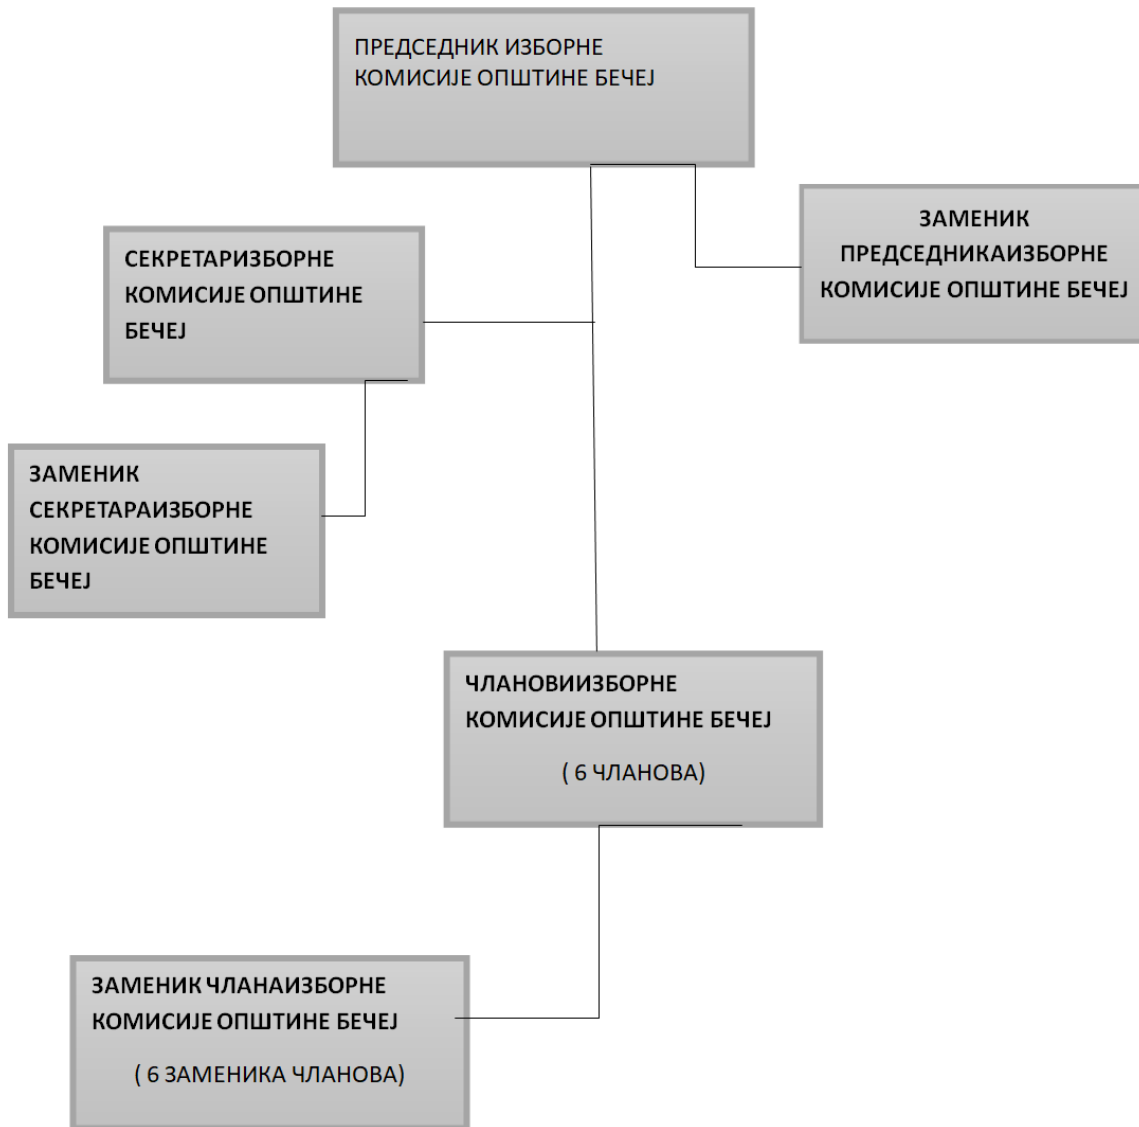 ПРЕДСЕДНИК ИЗБОРНЕ
КОМИСИЈЕ ОПШТИНЕ БЕЧЕЈ
ЗАМЕНИК
ПРЕДСЕДНИКАИЗБОРНЕ
КОМИСИЈЕ ОПШТИНЕ БЕЧЕЈ
СЕКРЕТАРИЗБОРНЕ
КОМИСИЈЕ ОПШТИНЕ
БЕЧЕЈ
ЗАМЕНИК
СЕКРЕТАРАИЗБОРНЕ
КОМИСИЈЕ ОПШТИНЕ
БЕЧЕЈ
ЧЛАНОВИИЗБОРНЕ
КОМИСИЈЕ ОПШТИНЕ БЕЧЕЈ
( 6 ЧЛАНОВА)
ЗАМЕНИК ЧЛАНАИЗБОРНЕ
КОМИСИЈЕ ОПШТИНЕ БЕЧЕЈ
( 6 ЗАМЕНИКА ЧЛАНОВА)